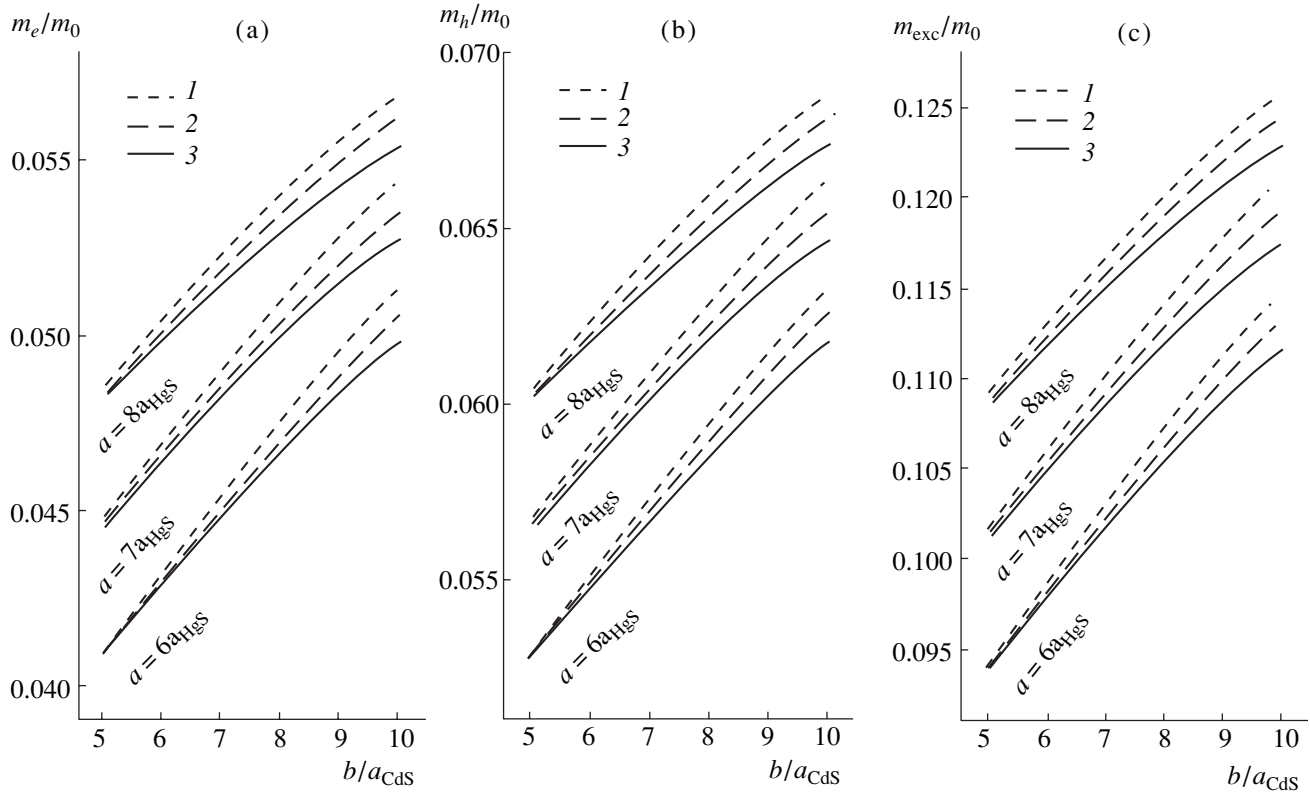 m_e/m_0
(a)
1
2
3
0.055
0.050
0.045
0.040
a = 8a_HgS
a = 7a_HgS
a = 6a_HgS
5 6 7 8 9 10
b/a_CdS
m_h/m_0
(b)
0.070
1
2
3
0.065
0.060
0.055
a = 8a_HgS
a = 7a_HgS
a = 6a_HgS
5 6 7 8 9 10
b/a_CdS
m_exc/m_0
(c)
1
2
3
0.125
0.120
0.115
0.110
0.105
0.100
0.095
a = 8a_HgS
a = 7a_HgS
a = 6a_HgS
5 6 7 8 9 10
b/a_CdS